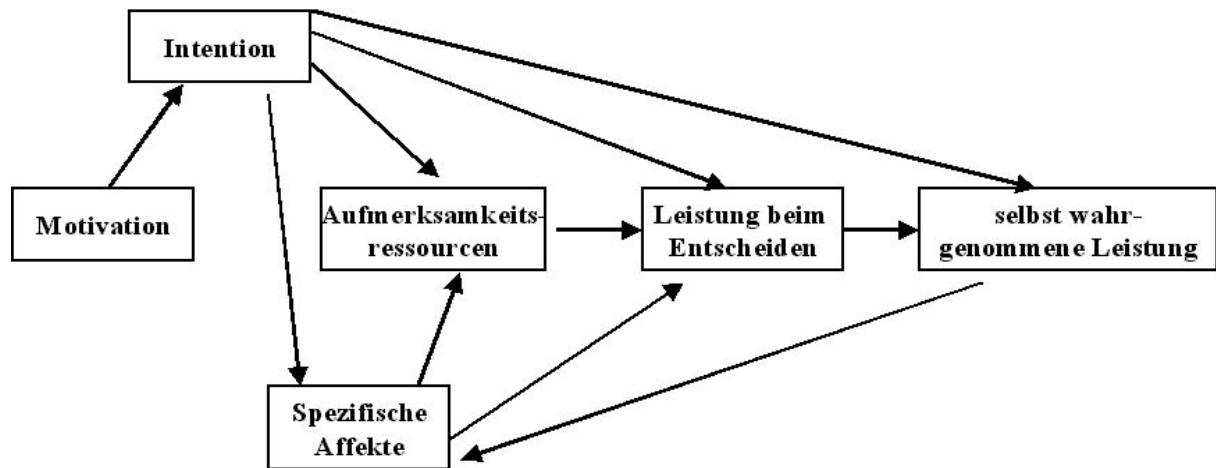 Intention
Motivation
Aufmerksamkeits-
ressourcen
Leistung beim
Entscheiden
selbst wahr-
genommene Leistung
Spezifische
Affekte